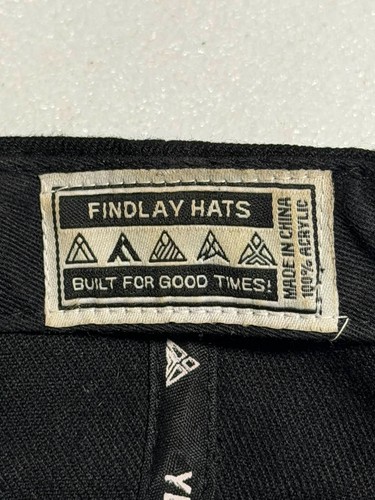 FINDLAY HATS
BUILT FOR GOOD TIMES!
MADE IN CHINA
100% ACRYLIC